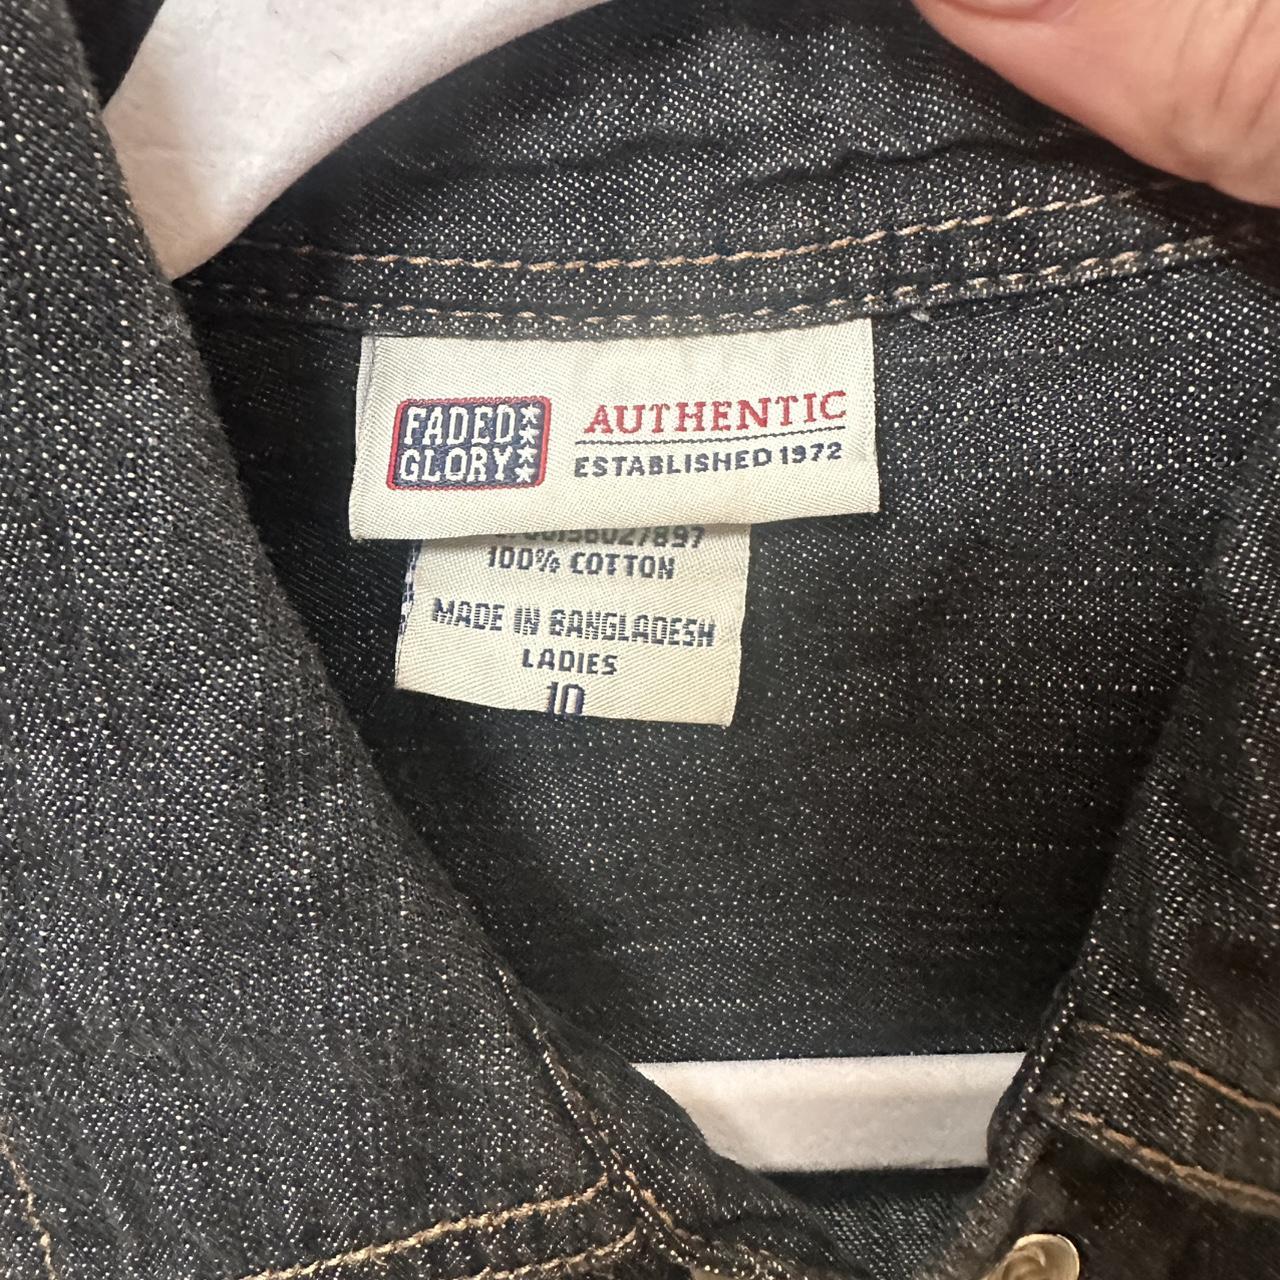 FADED
GLORY
AUTHENTIC
ESTABLISHED 1972
100% COTTON
MADE IN BANGLADESH
LADIES
10